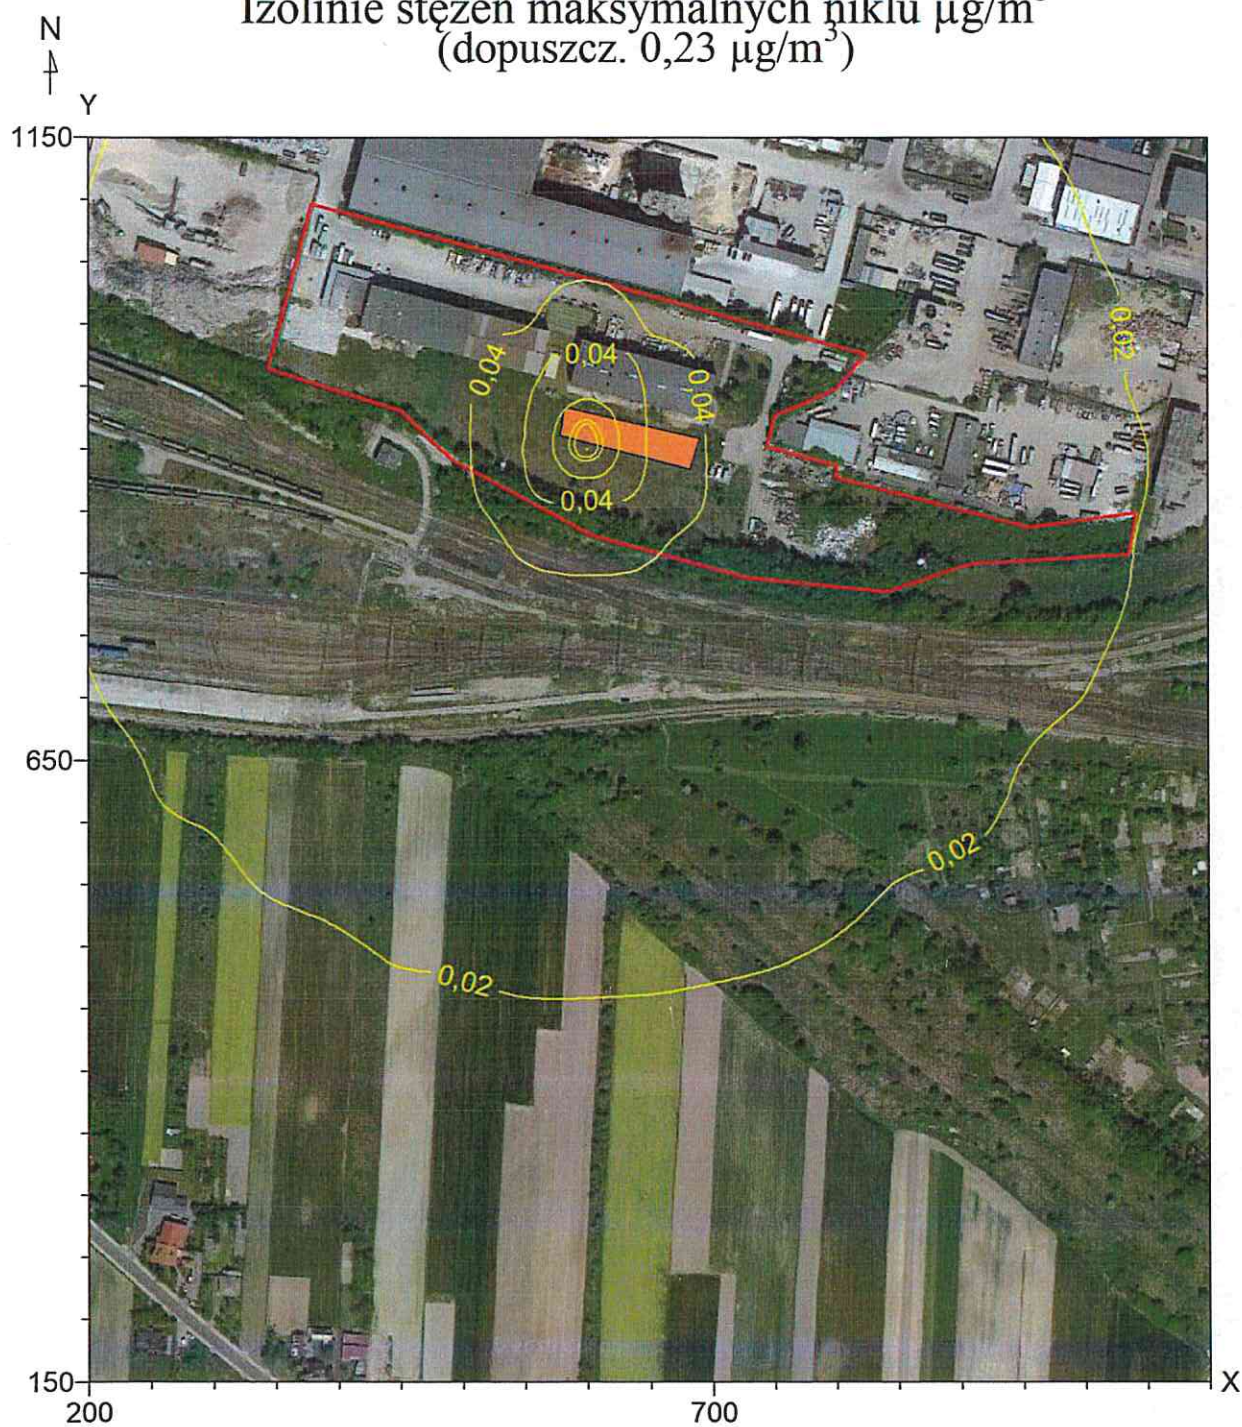 Izolinie stężeń maksymalnych niklu µg/m³
(dopuszcz. 0,23 µg/m³)
N
Y
1150
0,02
0,04
0,04
0,04
0,04
650
0,02
0,02
150
X
200
700